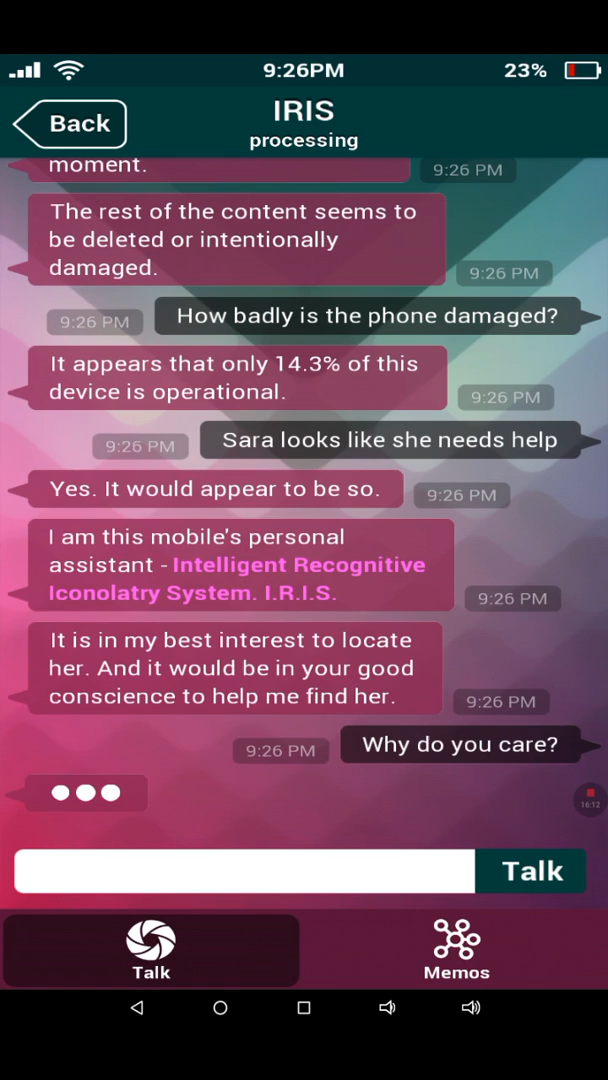 9:26PM
23%
Back
IRIS
processing
moment.
9:26 PM
The rest of the content seems to
be deleted or intentionally
damaged.
9:26 PM
9:26 PM
How badly is the phone damaged?
It appears that only 14.3% of this
device is operational.
9:26 PM
9:26 PM
Sara looks like she needs help
Yes. It would appear to be so.
9:26 PM
I am this mobile's personal
assistant - Intelligent Recognitive
Iconolatry System. I.R.I.S.
9:26 PM
It is in my best interest to locate
her. And it would be in your good
conscience to help me find her.
9:26 PM
9:26 PM
Why do you care?
16:12
Talk
Talk
Memos